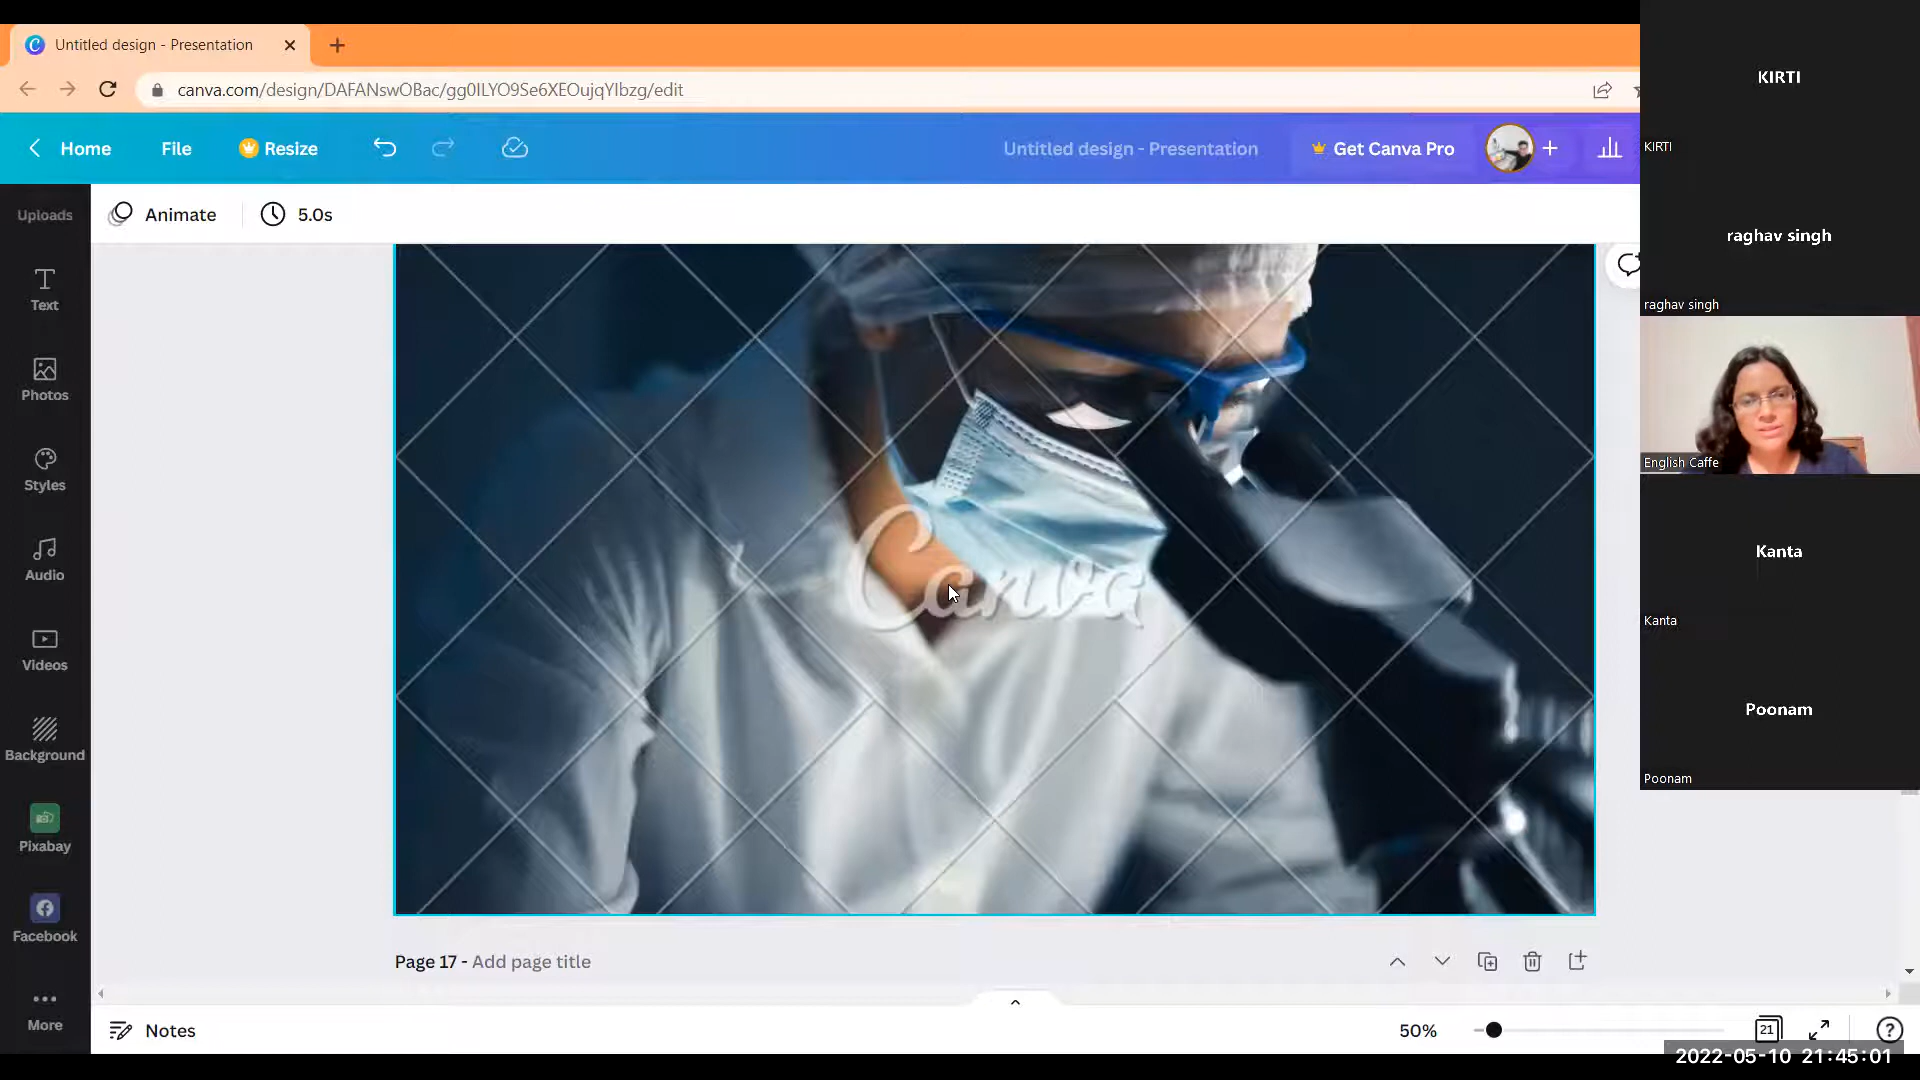 Untitled design - Presentation
canva.com/design/DAFANswOBac/gg0ILYO9Se6XEOujqYIbzg/edit
Home
File
Resize
Untitled design - Presentation
Get Canva Pro
Uploads
Animate
5.0s
Text
Photos
Styles
Audio
Videos
Background
Pixabay
Facebook
More
Canva
Page 17 - Add page title
Notes
50%
21
?
KIRTI
KIRTI
raghav singh
raghav singh
English Caffe
Kanta
Kanta
Poonam
Poonam
2022-05-10 21:45:01